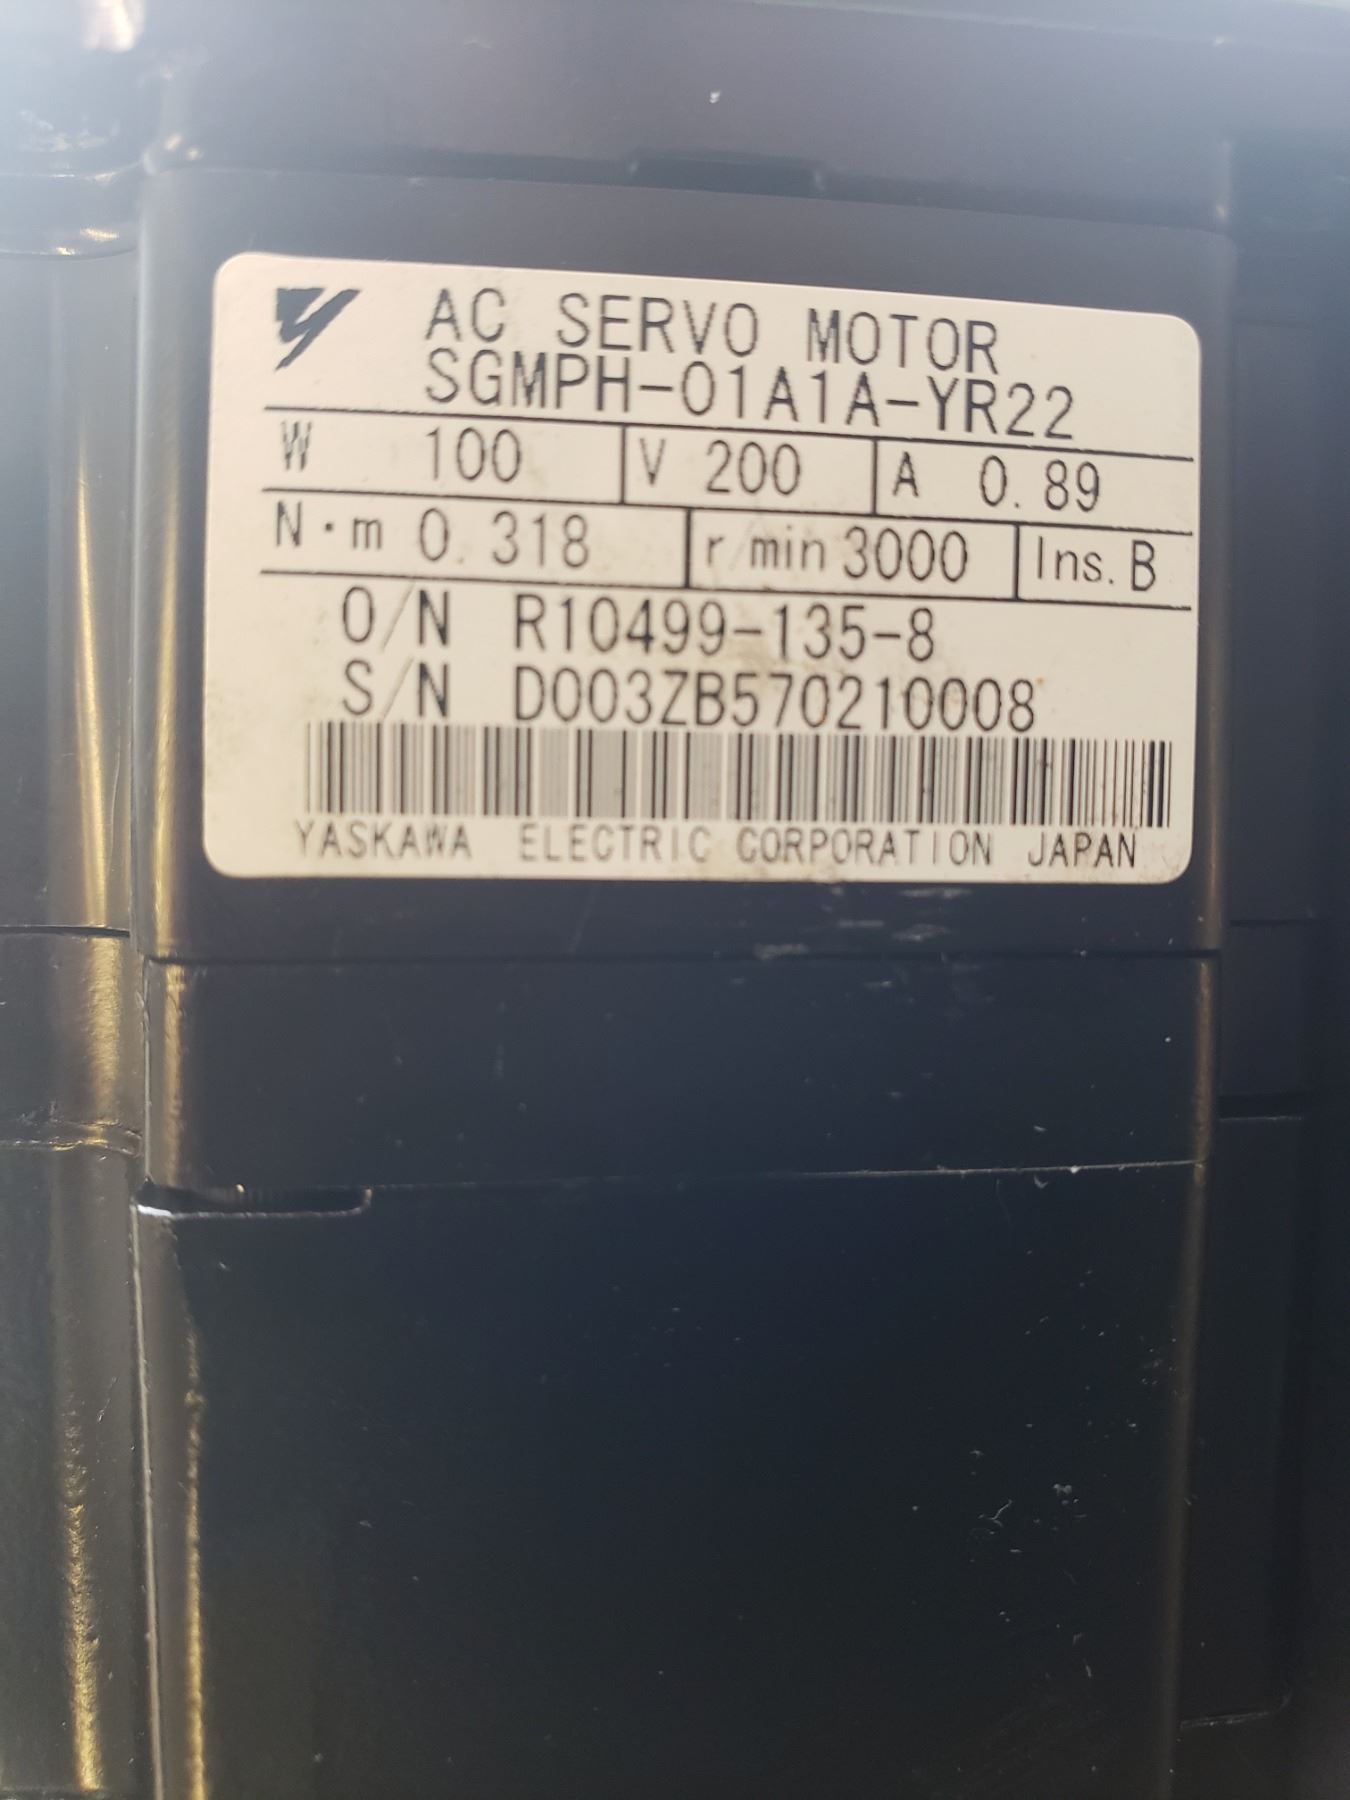 AC SERVO MOTOR
SGMPH-01A1A-YR22
W 100 V 200 A 0.89
N·m 0.318 r/min 3000 Ins. B
O/N R10499-135-8
S/N D003ZB570210008
YASKAWA ELECTRIC CORPORATION JAPAN